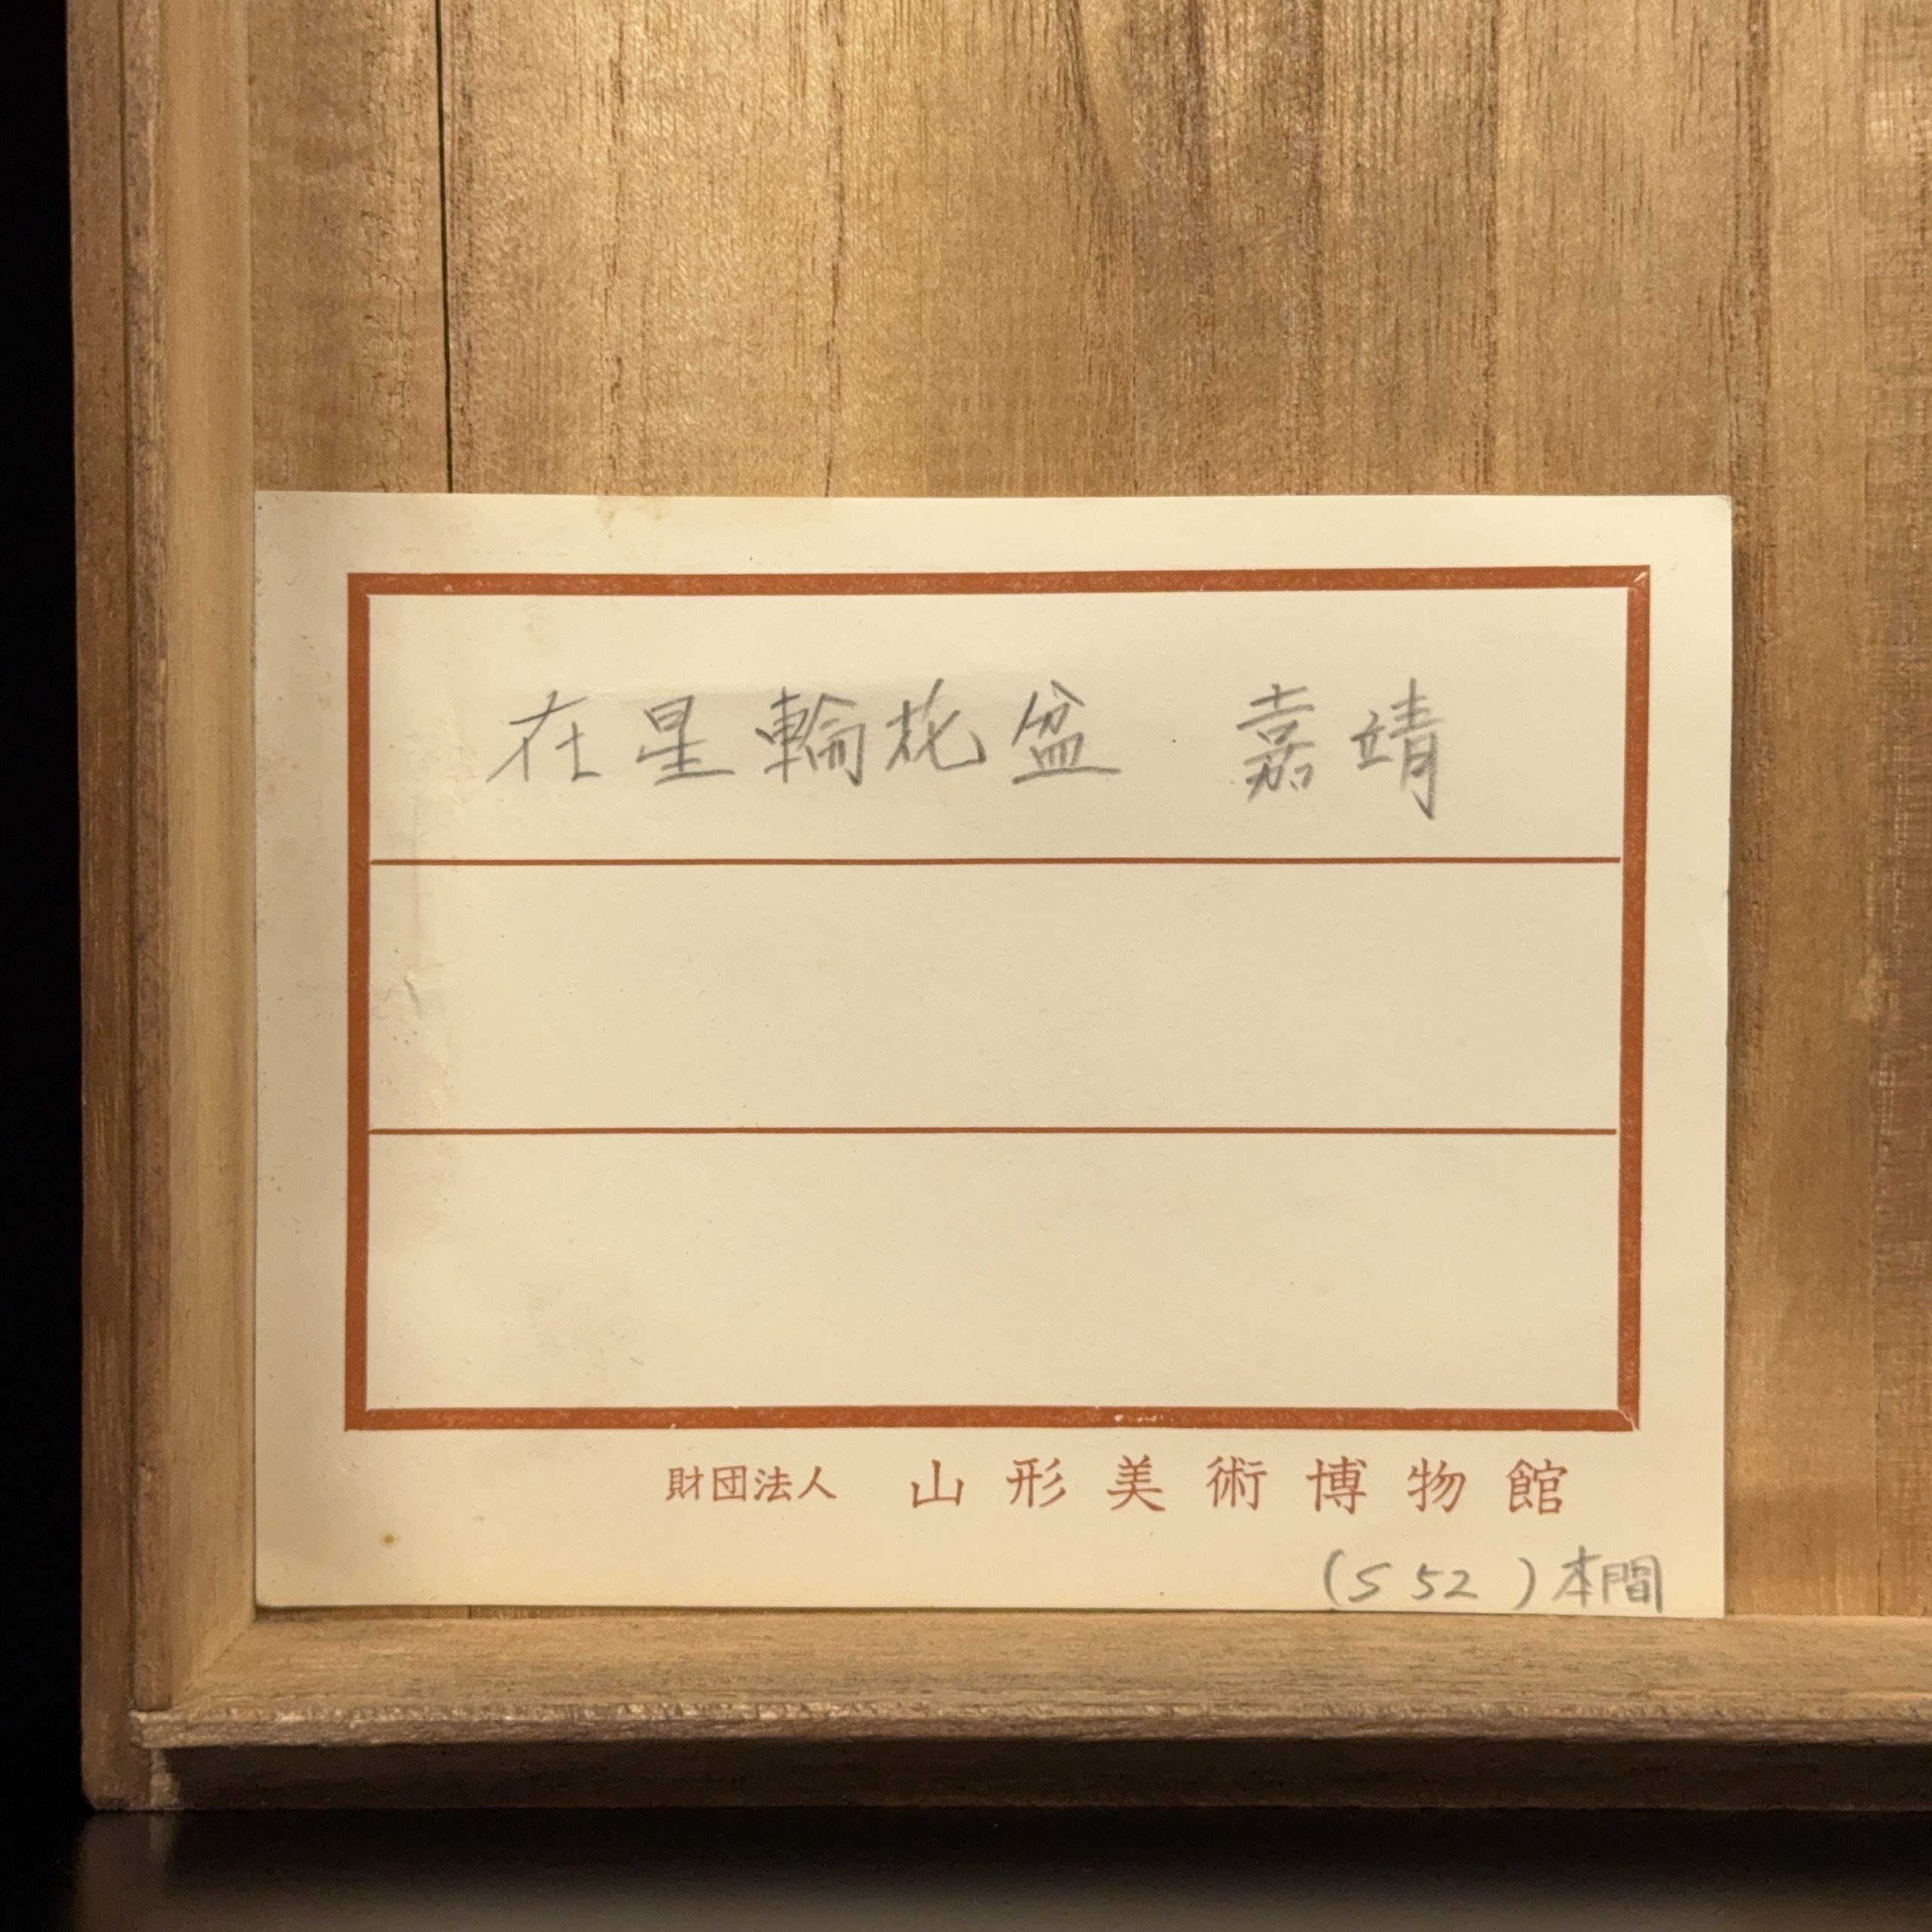 在星輪花盆 嘉靖
財団法人 山形美術博物館
(S 52 ) 本間